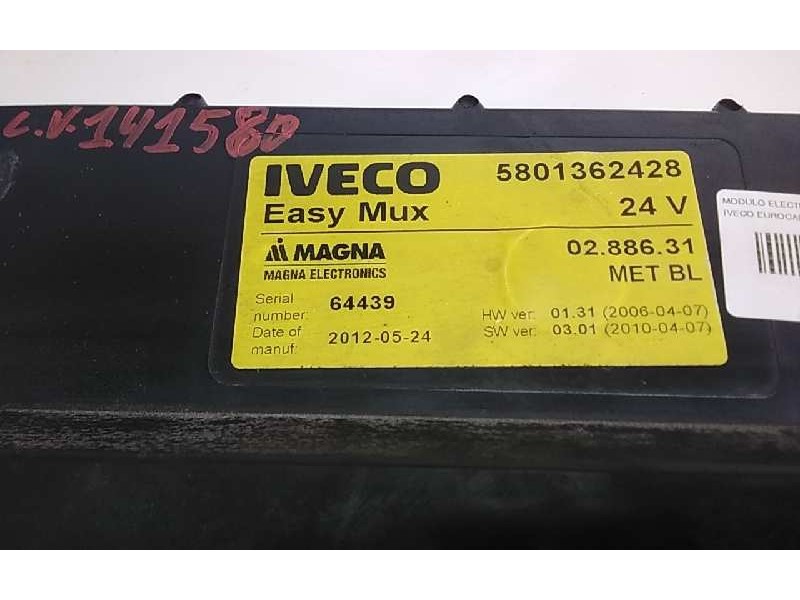 C.V.141580
IVECO 5801362428
Easy Mux 24 V
MAGNA 02.886.31
MAGNA ELECTRONICS MET BL
Serial number: 64439 HW ver: 01.31 (2006-04-07)
Date of manuf: 2012-05-24 SW ver: 03.01 (2010-04-07)
MODULO ELECT
IVECO EUROCAR